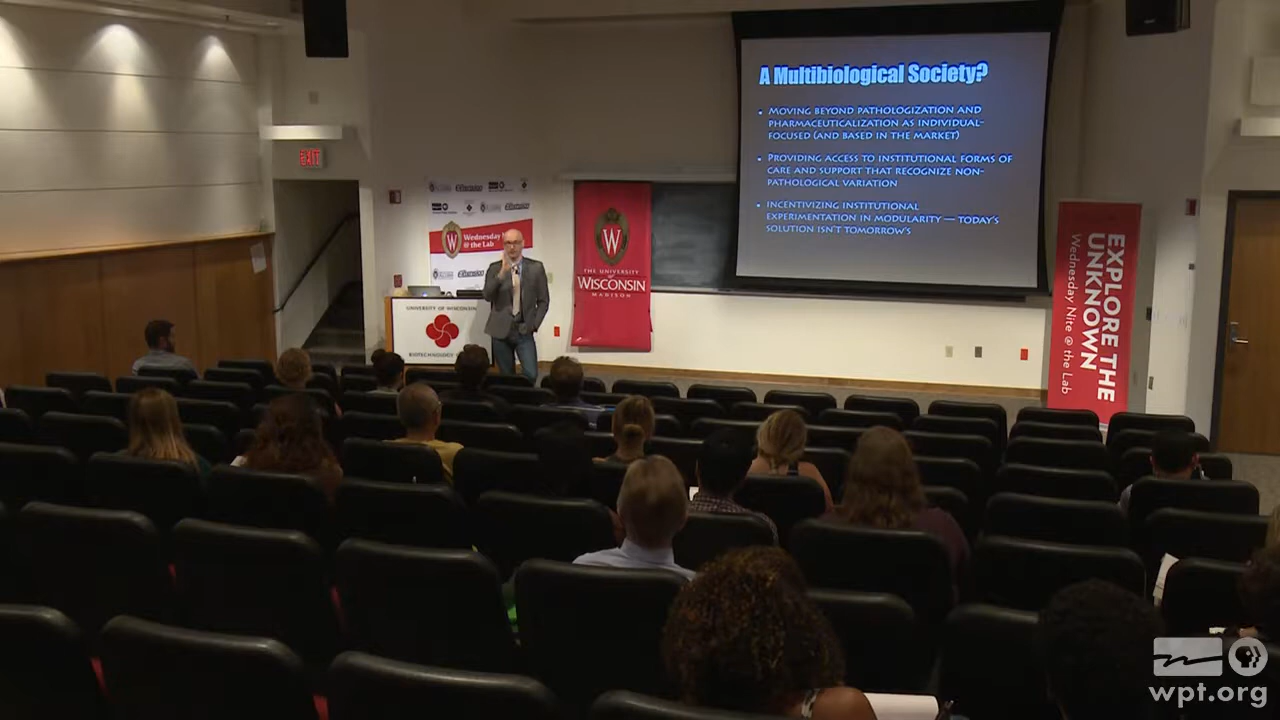 A Multibiological Society?
• Moving beyond pathologization and
pharmaceuticalization as individual-
focused (and based in the market)
• Providing access to institutional forms of
care and support that recognize non-
pathological variation
• Incentivizing institutional
experimentation in modularity — today's
solution isn't tomorrow's
EXIT
Wednesday
@ the Lab
W
THE UNIVERSITY
of
WISCONSIN
MADISON
UNIVERSITY OF WISCONSIN
BIOTECHNOLOGY
EXPLORE THE
UNKNOWN
Wednesday Nite @ the Lab
PBS
wpt.org